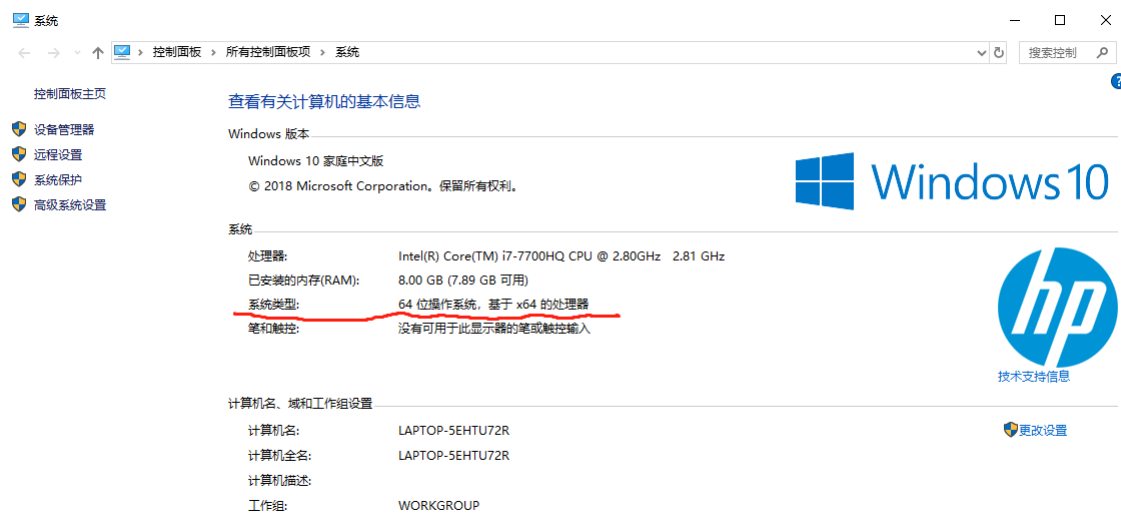 系统
控制面板 › 所有控制面板项 › 系统
搜索控制
控制面板主页
设备管理器
远程设置
系统保护
高级系统设置
查看有关计算机的基本信息
Windows 版本
Windows 10 家庭中文版
© 2018 Microsoft Corporation。保留所有权利。
Windows 10
系统
处理器: Intel(R) Core(TM) i7-7700HQ CPU @ 2.80GHz 2.81 GHz
已安装的内存(RAM): 8.00 GB (7.89 GB 可用)
系统类型: 64 位操作系统，基于 x64 的处理器
笔和触控: 没有可用于此显示器的笔或触控输入
hp
技术支持信息
计算机名、域和工作组设置
计算机名: LAPTOP-5EHTU72R
更改设置
计算机全名: LAPTOP-5EHTU72R
计算机描述:
工作组: WORKGROUP